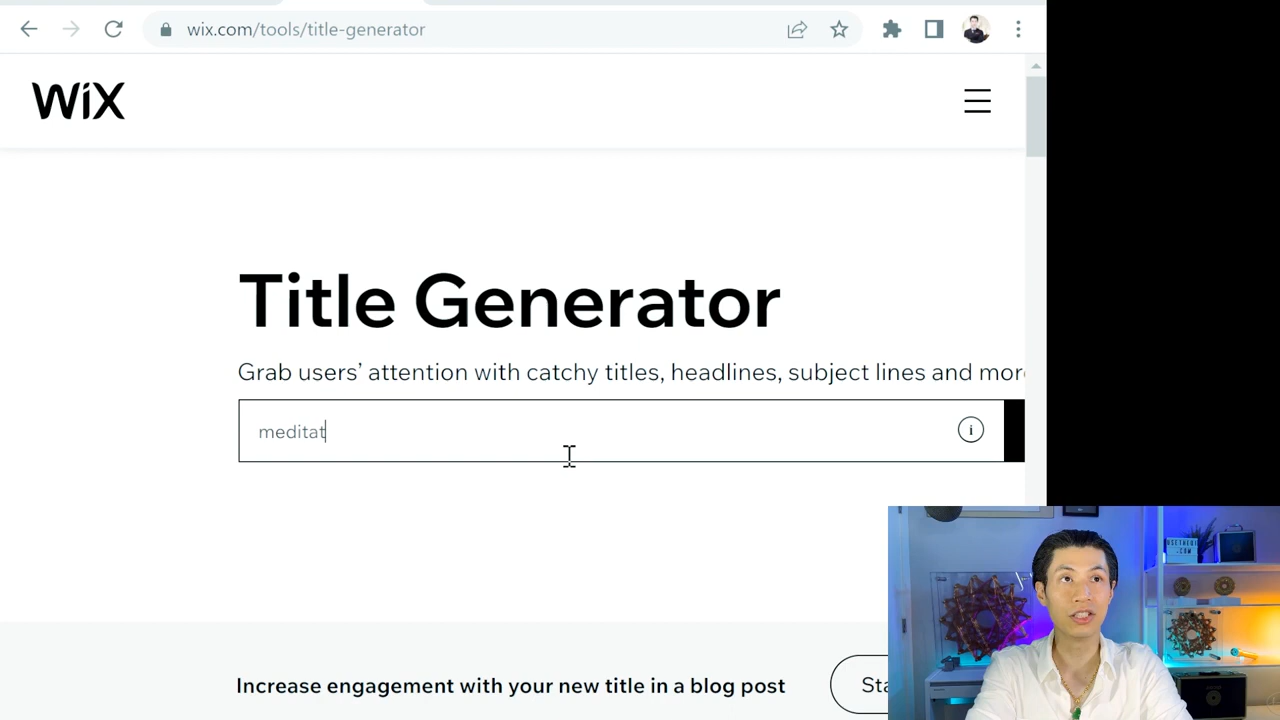 wix.com/tools/title-generator
WiX
Title Generator
Grab users’ attention with catchy titles, headlines, subject lines and mor
meditat
i
Increase engagement with your new title in a blog post
Sta